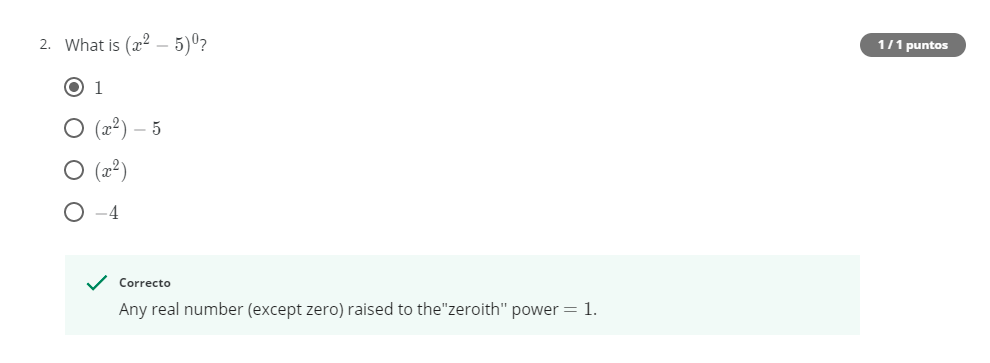 2. What is (x² − 5)⁰?
1 / 1 puntos
1
(x²) − 5
(x²)
−4
Correcto
Any real number (except zero) raised to the"zeroith" power = 1.